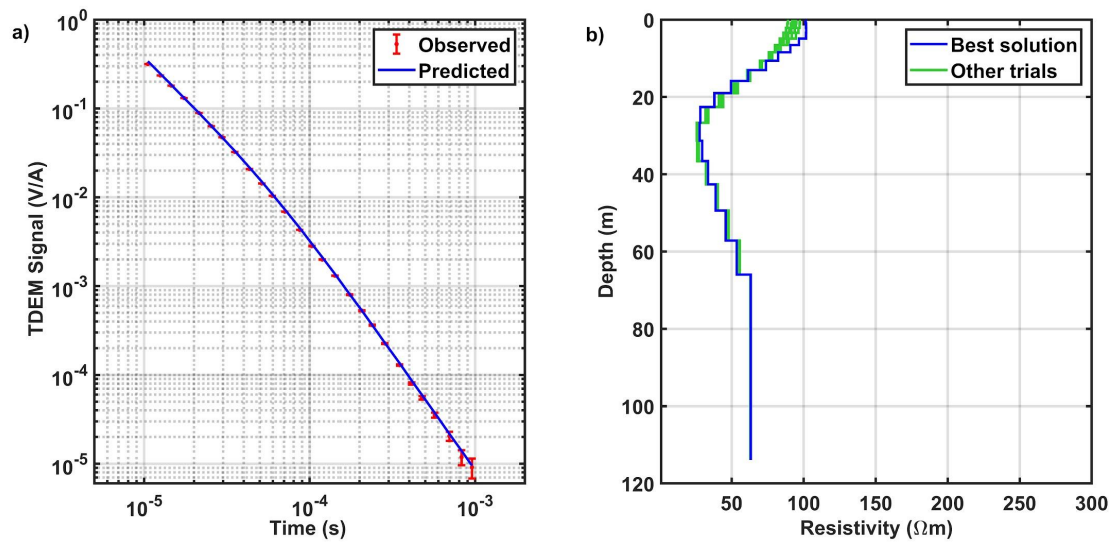 a)
10^0
10^-1
10^-2
10^-3
10^-4
10^-5
TDEM Signal (V/A)
Observed
Predicted
10^-5
10^-4
10^-3
Time (s)
b)
0
20
40
60
80
100
120
Depth (m)
Best solution
Other trials
50
100
150
200
250
300
Resistivity (Ωm)